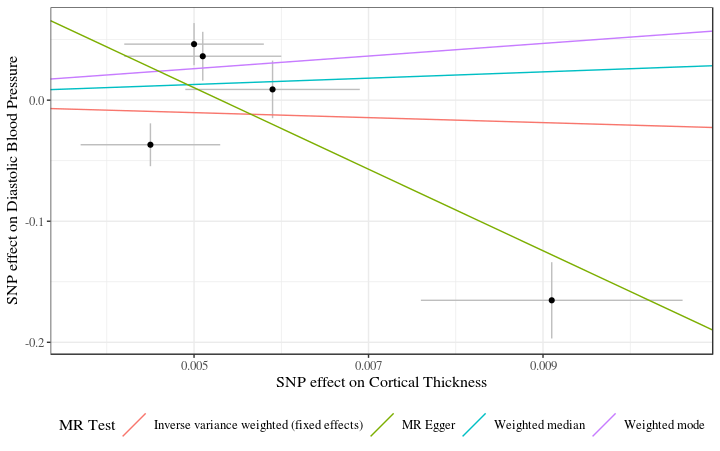 SNP effect on Diastolic Blood Pressure
0.0
-0.1
-0.2
0.005
0.007
0.009
SNP effect on Cortical Thickness
MR Test
Inverse variance weighted (fixed effects)
MR Egger
Weighted median
Weighted mode